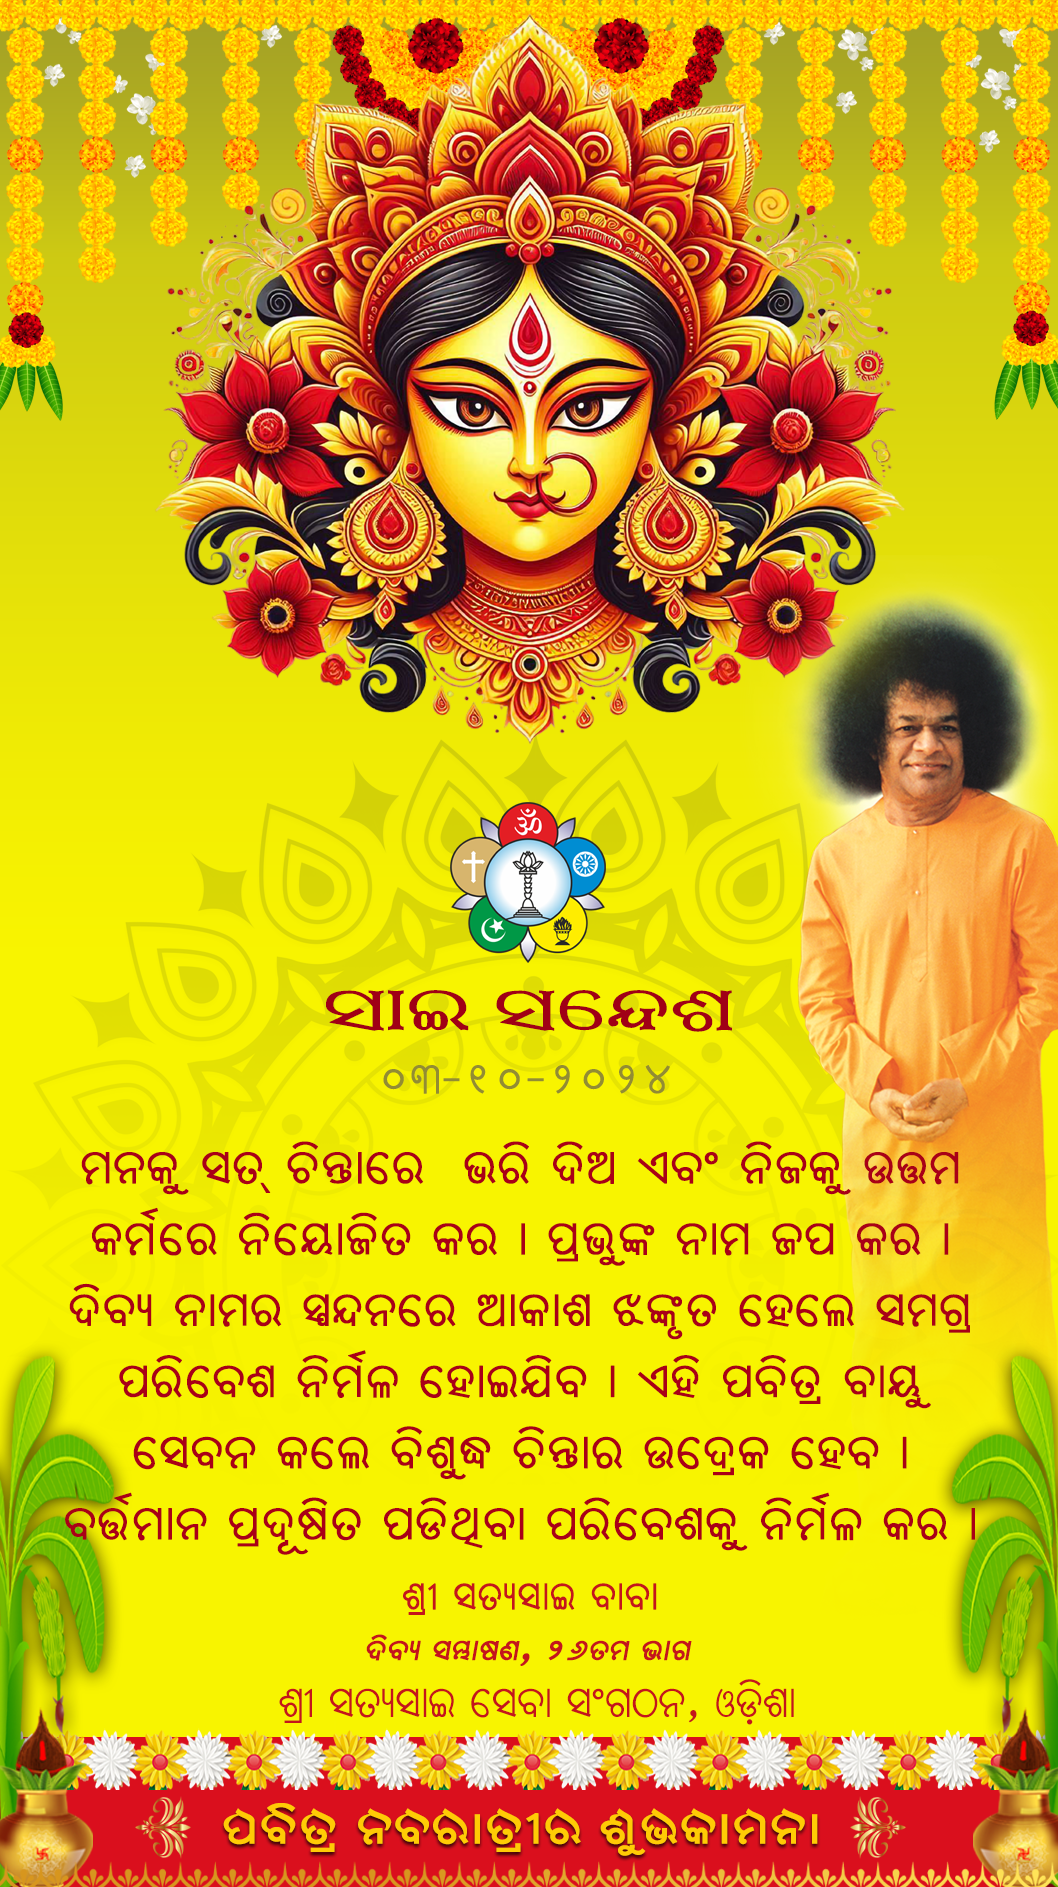 ସାଇ ସନ୍ଦେଶ
୦୩-୧୦-୨୦୨୪
ମନକୁ ସତ୍ ଚିନ୍ତାରେ ଭରି ଦିଅ ଏବଂ ନିଜକୁ ଉତ୍ତମ
କର୍ମରେ ନିୟୋଜିତ କର । ପ୍ରଭୁଙ୍କ ନାମ ଜପ କର ।
ଦିବ୍ୟ ନାମର ସ୍ପନ୍ଦନରେ ଆକାଶ ଝଙ୍କୃତ ହେଲେ ସମଗ୍ର
ପରିବେଶ ନିର୍ମଳ ହୋଇଯିବ । ଏହି ପବିତ୍ର ବାୟୁ
ସେବନ କଲେ ବିଶୁଦ୍ଧ ଚିନ୍ତାର ଉଦ୍ରେକ ହେବ ।
ବର୍ତ୍ତମାନ ପ୍ରଦୂଷିତ ପଡିଥିବା ପରିବେଶକୁ ନିର୍ମଳ କର ।
ଶ୍ରୀ ସତ୍ୟସାଇ ବାବା
ଦିବ୍ୟ ସମ୍ଭାଷଣ, ୨୬ତମ ଭାଗ
ଶ୍ରୀ ସତ୍ୟସାଇ ସେବା ସଂଗଠନ, ଓଡ଼ିଶା
ପବିତ୍ର ନବରାତ୍ରୀର ଶୁଭକାମନା